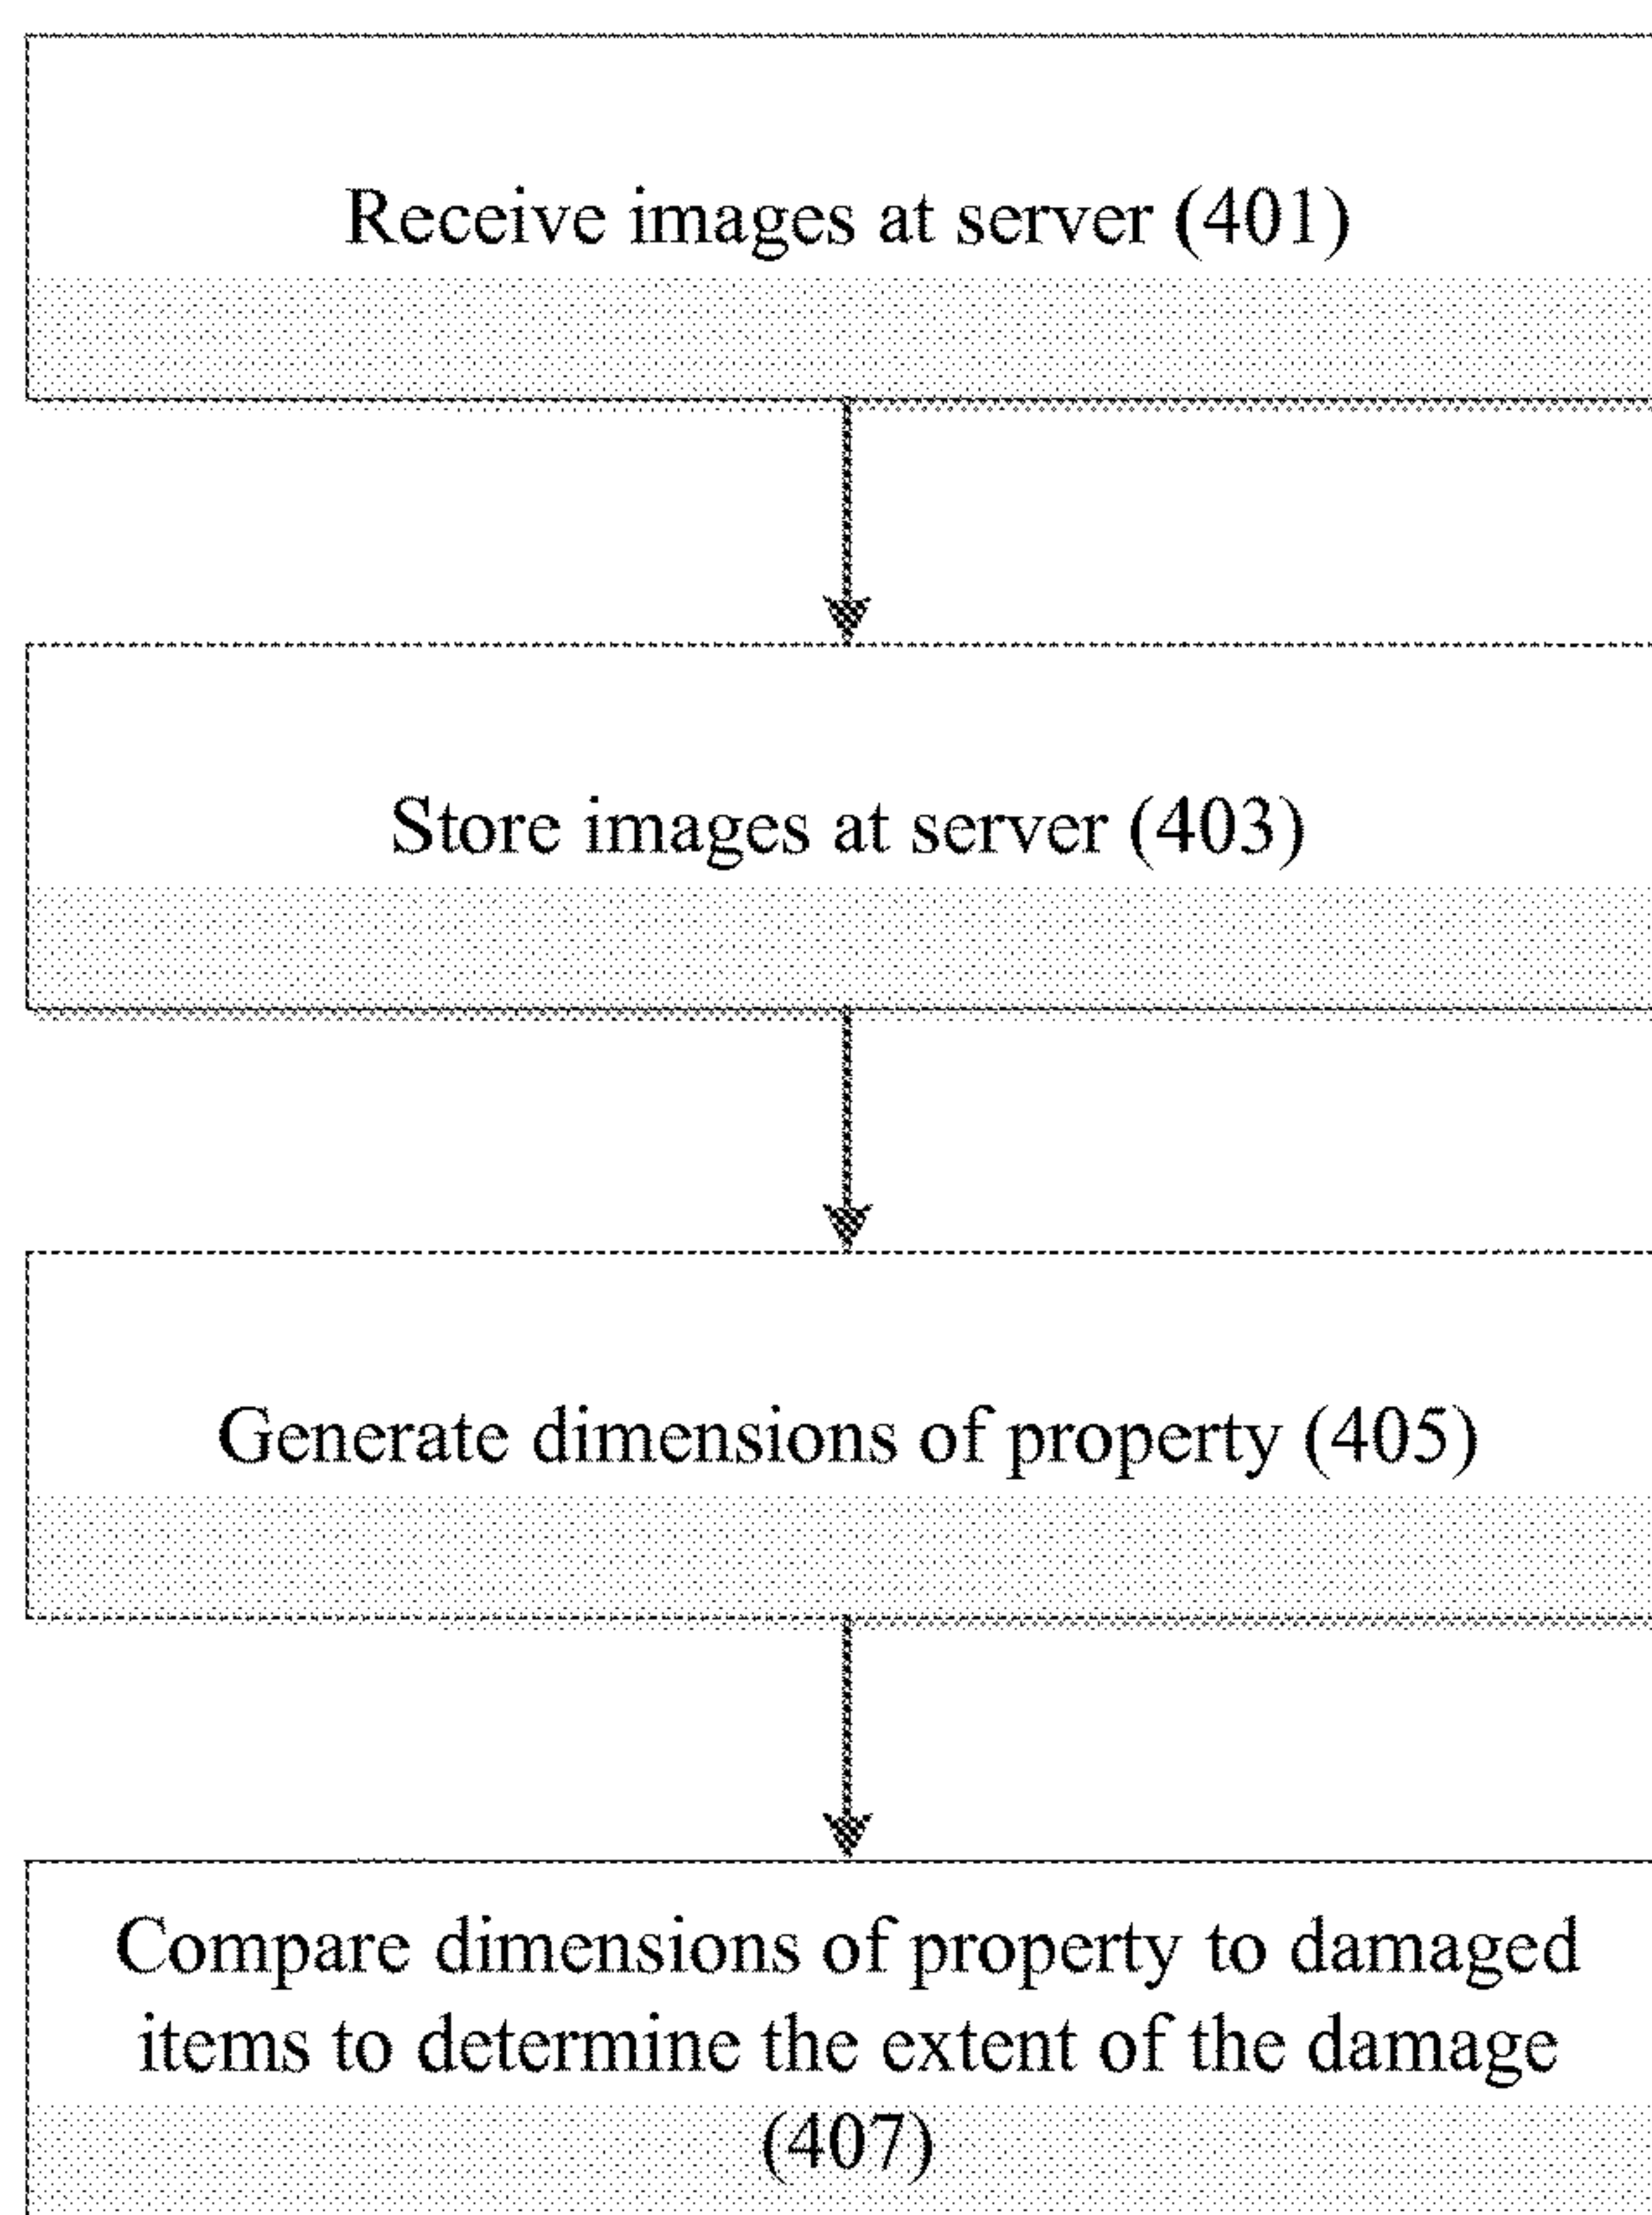 Receive images at server (401)
Store images at server (403)
Generate dimensions of property (405)
Compare dimensions of property to damaged
items to determine the extent of the damage
(407)